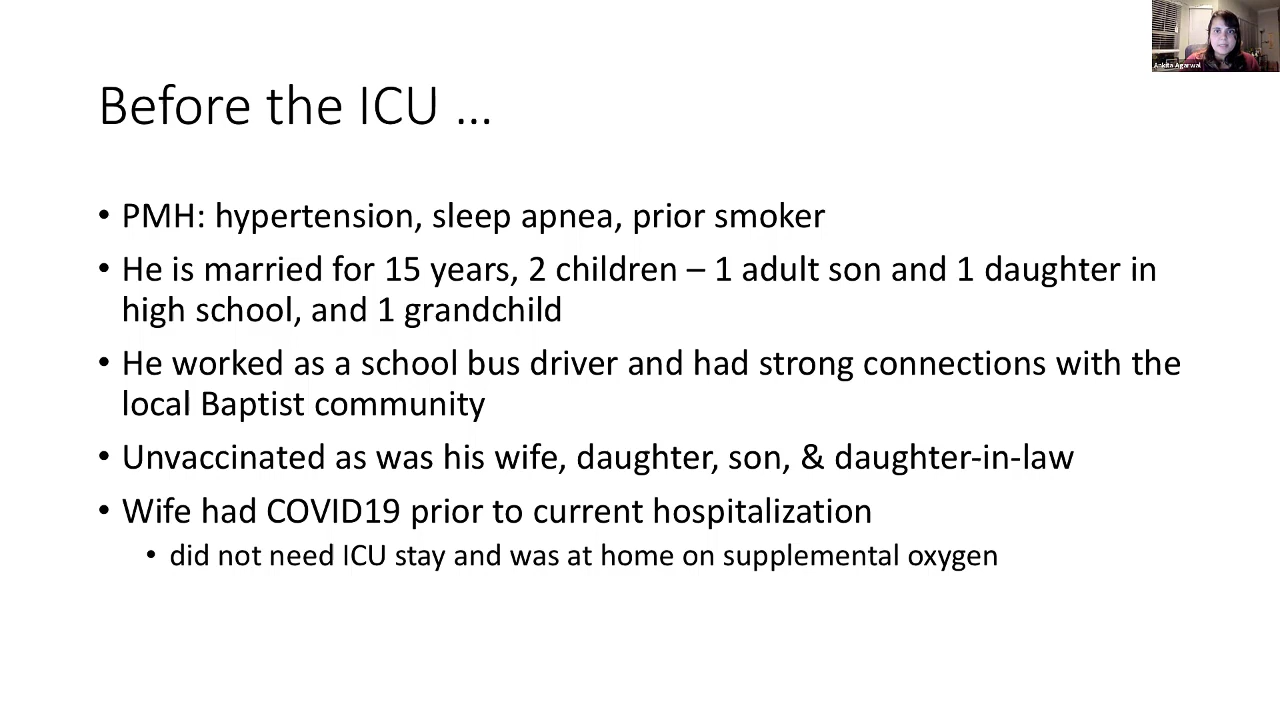 Ankita Agarwal
Before the ICU ...
• PMH: hypertension, sleep apnea, prior smoker
• He is married for 15 years, 2 children – 1 adult son and 1 daughter in
high school, and 1 grandchild
• He worked as a school bus driver and had strong connections with the
local Baptist community
• Unvaccinated as was his wife, daughter, son, & daughter-in-law
• Wife had COVID19 prior to current hospitalization
• did not need ICU stay and was at home on supplemental oxygen